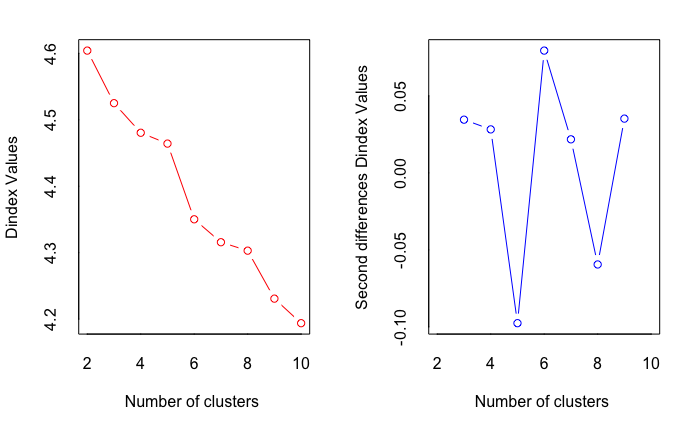 Dindex Values
4.6
4.5
4.4
4.3
4.2
2 4 6 8 10
Number of clusters
Second differences Dindex Values
0.05
0.00
-0.05
-0.10
2 4 6 8 10
Number of clusters